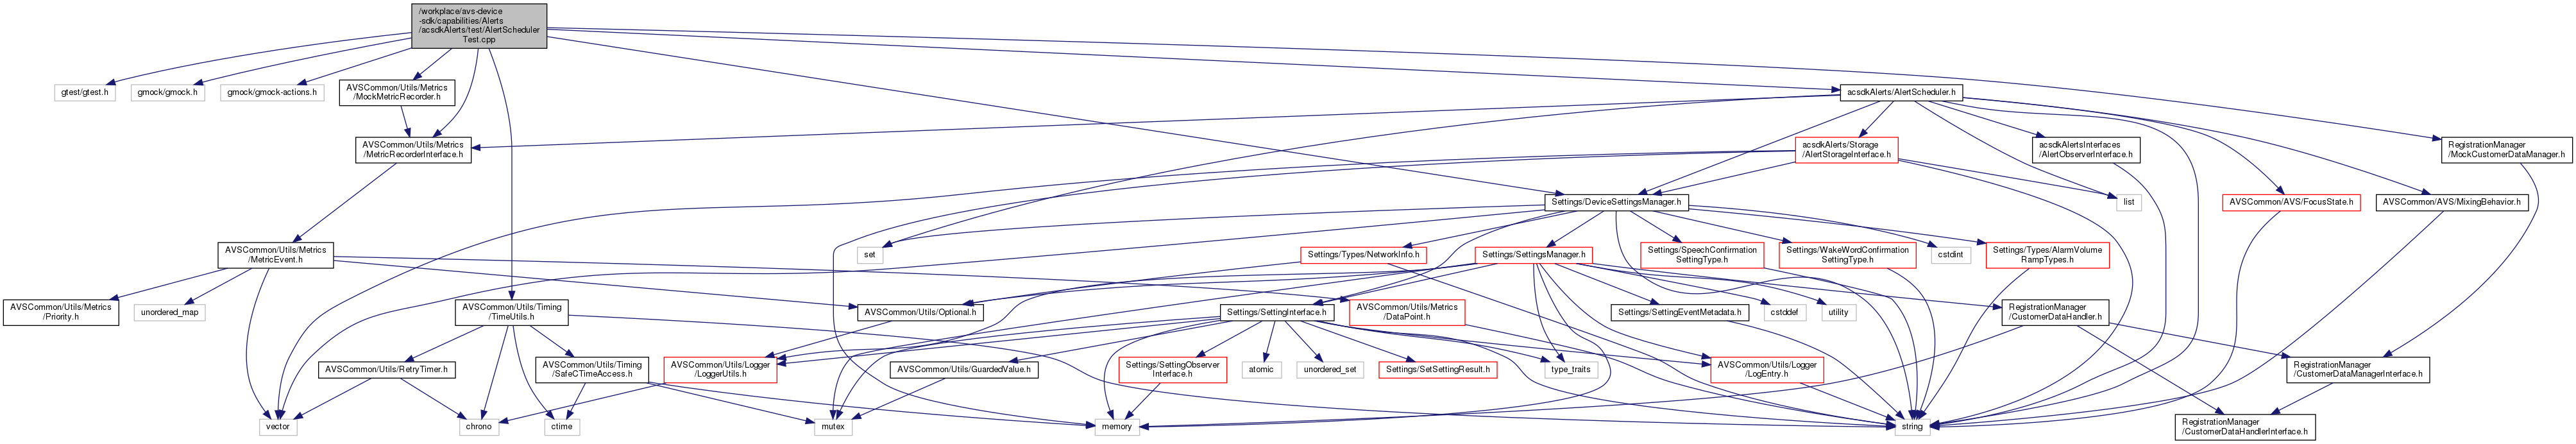 /workplace/avs-device
-sdk/capabilities/Alerts
/acsdkAlerts/test/AlertScheduler
Test.cpp
gtest/gtest.h
gmock/gmock.h
gmock/gmock-actions.h
AVSCommon/Utils/Metrics
/MockMetricRecorder.h
acsdkAlerts/AlertScheduler.h
AVSCommon/Utils/Metrics
/MetricRecorderInterface.h
acsdkAlerts/Storage
/AlertStorageInterface.h
acsdkAlertsInterfaces
/AlertObserverInterface.h
RegistrationManager
/MockCustomerDataManager.h
Settings/DeviceSettingsManager.h
list
AVSCommon/AVS/FocusState.h
AVSCommon/AVS/MixingBehavior.h
AVSCommon/Utils/Metrics
/MetricEvent.h
set
Settings/Types/NetworkInfo.h
Settings/SettingsManager.h
Settings/SpeechConfirmation
SettingType.h
Settings/WakeWordConfirmation
SettingType.h
cstdint
Settings/Types/AlarmVolume
RampTypes.h
AVSCommon/Utils/Metrics
/Priority.h
unordered_map
AVSCommon/Utils/Timing
/TimeUtils.h
AVSCommon/Utils/Optional.h
Settings/SettingInterface.h
AVSCommon/Utils/Metrics
/DataPoint.h
Settings/SettingEventMetadata.h
cstddef
utility
RegistrationManager
/CustomerDataHandler.h
AVSCommon/Utils/RetryTimer.h
AVSCommon/Utils/Timing
/SafeCTimeAccess.h
AVSCommon/Utils/Logger
/LoggerUtils.h
AVSCommon/Utils/GuardedValue.h
Settings/SettingObserver
Interface.h
atomic
unordered_set
Settings/SetSettingResult.h
type_traits
AVSCommon/Utils/Logger
/LogEntry.h
RegistrationManager
/CustomerDataManagerInterface.h
vector
chrono
ctime
mutex
memory
string
RegistrationManager
/CustomerDataHandlerInterface.h